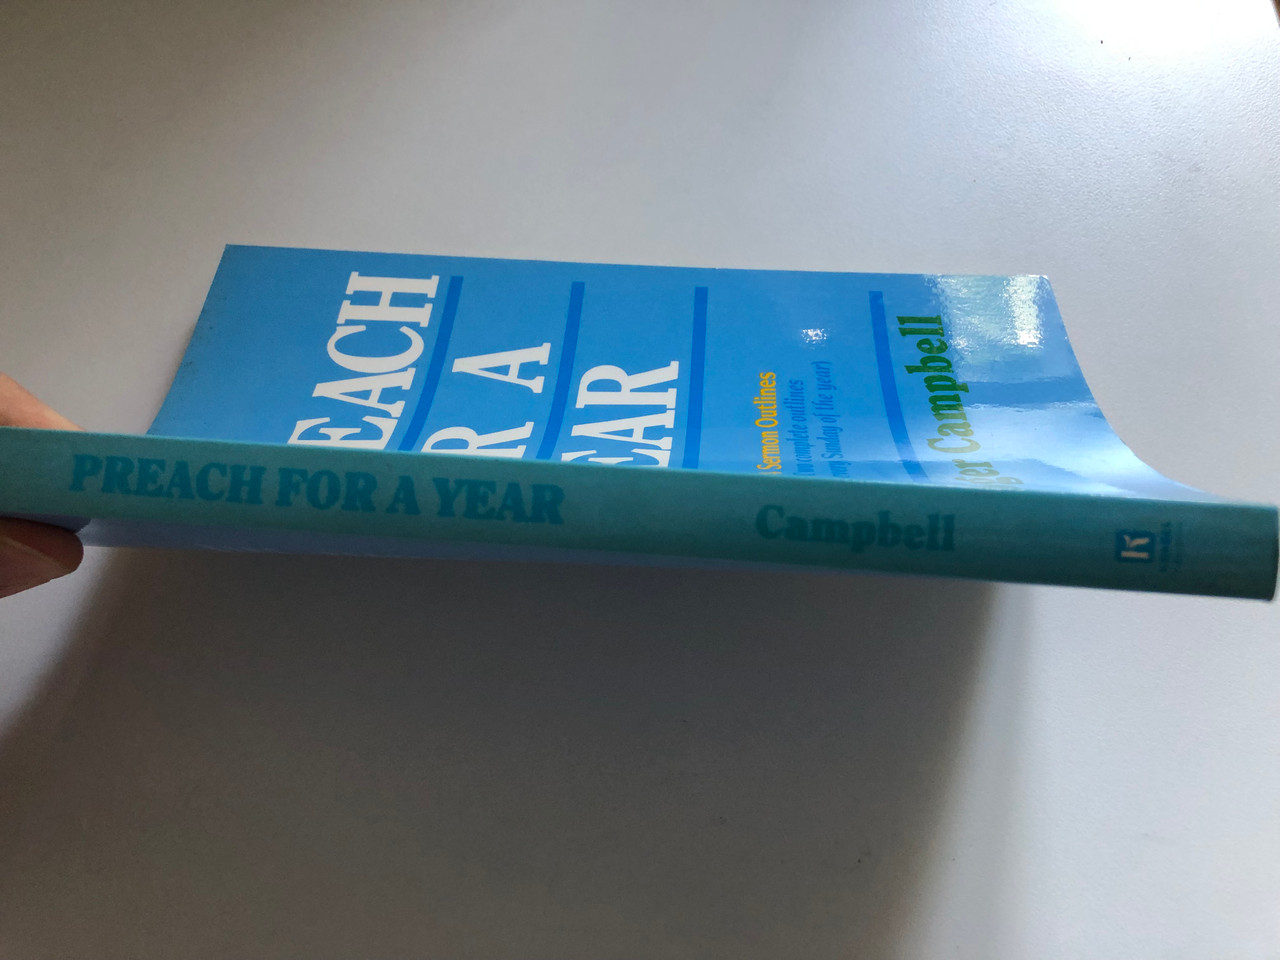 PREACH FOR A YEAR
Campbell
EACH
R A
EAR
Sermon Outlines
complete outlines
Sunday of the year)
Campbell